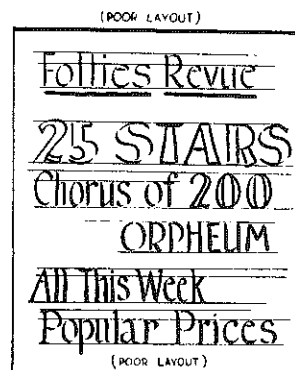 (POOR LAYOUT)
Follies Revue
25 STARS
Chorus of 200
ORPHEUM
All This Week
Popular Prices
(POOR LAYOUT)